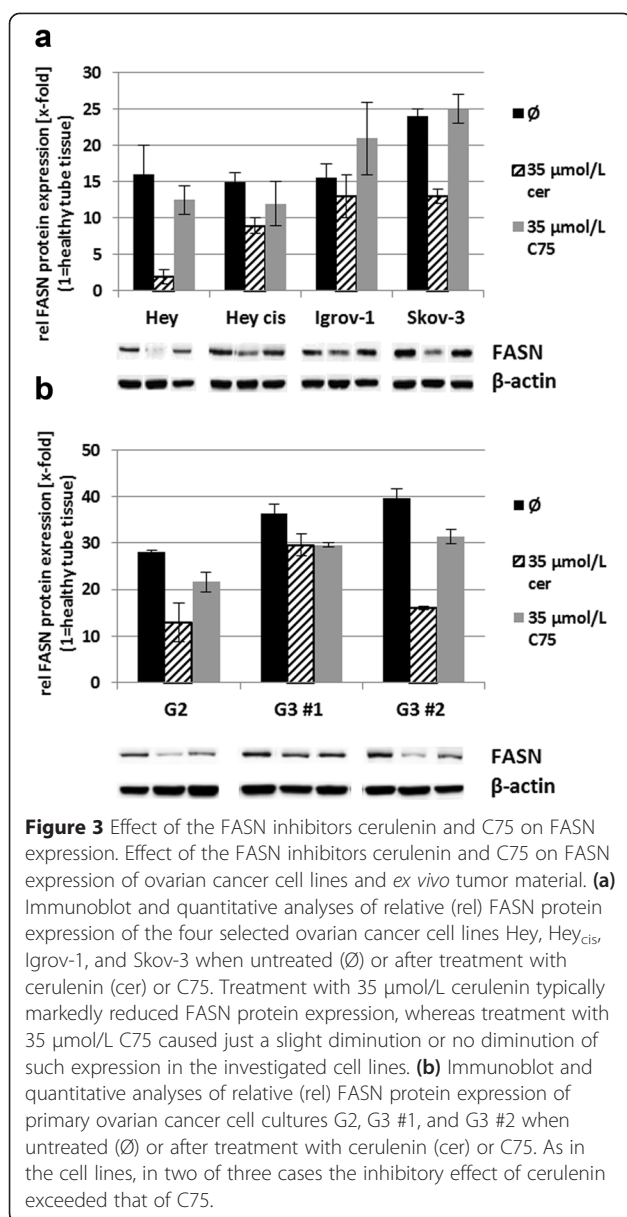 a
rel FASN protein expression [x-fold]
(1=healthy tube tissue)
30
25
20
15
10
5
0
Hey Hey cis Igrov-1 Skov-3
Ø
35 µmol/L
cer
35 µmol/L
C75
FASN
β-actin
b
rel FASN protein expression [x-fold]
(1=healthy tube tissue)
50
40
30
20
10
0
G2 G3 #1 G3 #2
Ø
35 µmol/L
cer
35 µmol/L
C75
FASN
β-actin
Figure 3 Effect of the FASN inhibitors cerulenin and C75 on FASN
expression. Effect of the FASN inhibitors cerulenin and C75 on FASN
expression of ovarian cancer cell lines and ex vivo tumor material. (a)
Immunoblot and quantitative analyses of relative (rel) FASN protein
expression of the four selected ovarian cancer cell lines Hey, Heycis,
Igrov-1, and Skov-3 when untreated (Ø) or after treatment with
cerulenin (cer) or C75. Treatment with 35 µmol/L cerulenin typically
markedly reduced FASN protein expression, whereas treatment with
35 µmol/L C75 caused just a slight diminution or no diminution of
such expression in the investigated cell lines. (b) Immunoblot and
quantitative analyses of relative (rel) FASN protein expression of
primary ovarian cancer cell cultures G2, G3 #1, and G3 #2 when
untreated (Ø) or after treatment with cerulenin (cer) or C75. As in
the cell lines, in two of three cases the inhibitory effect of cerulenin
exceeded that of C75.